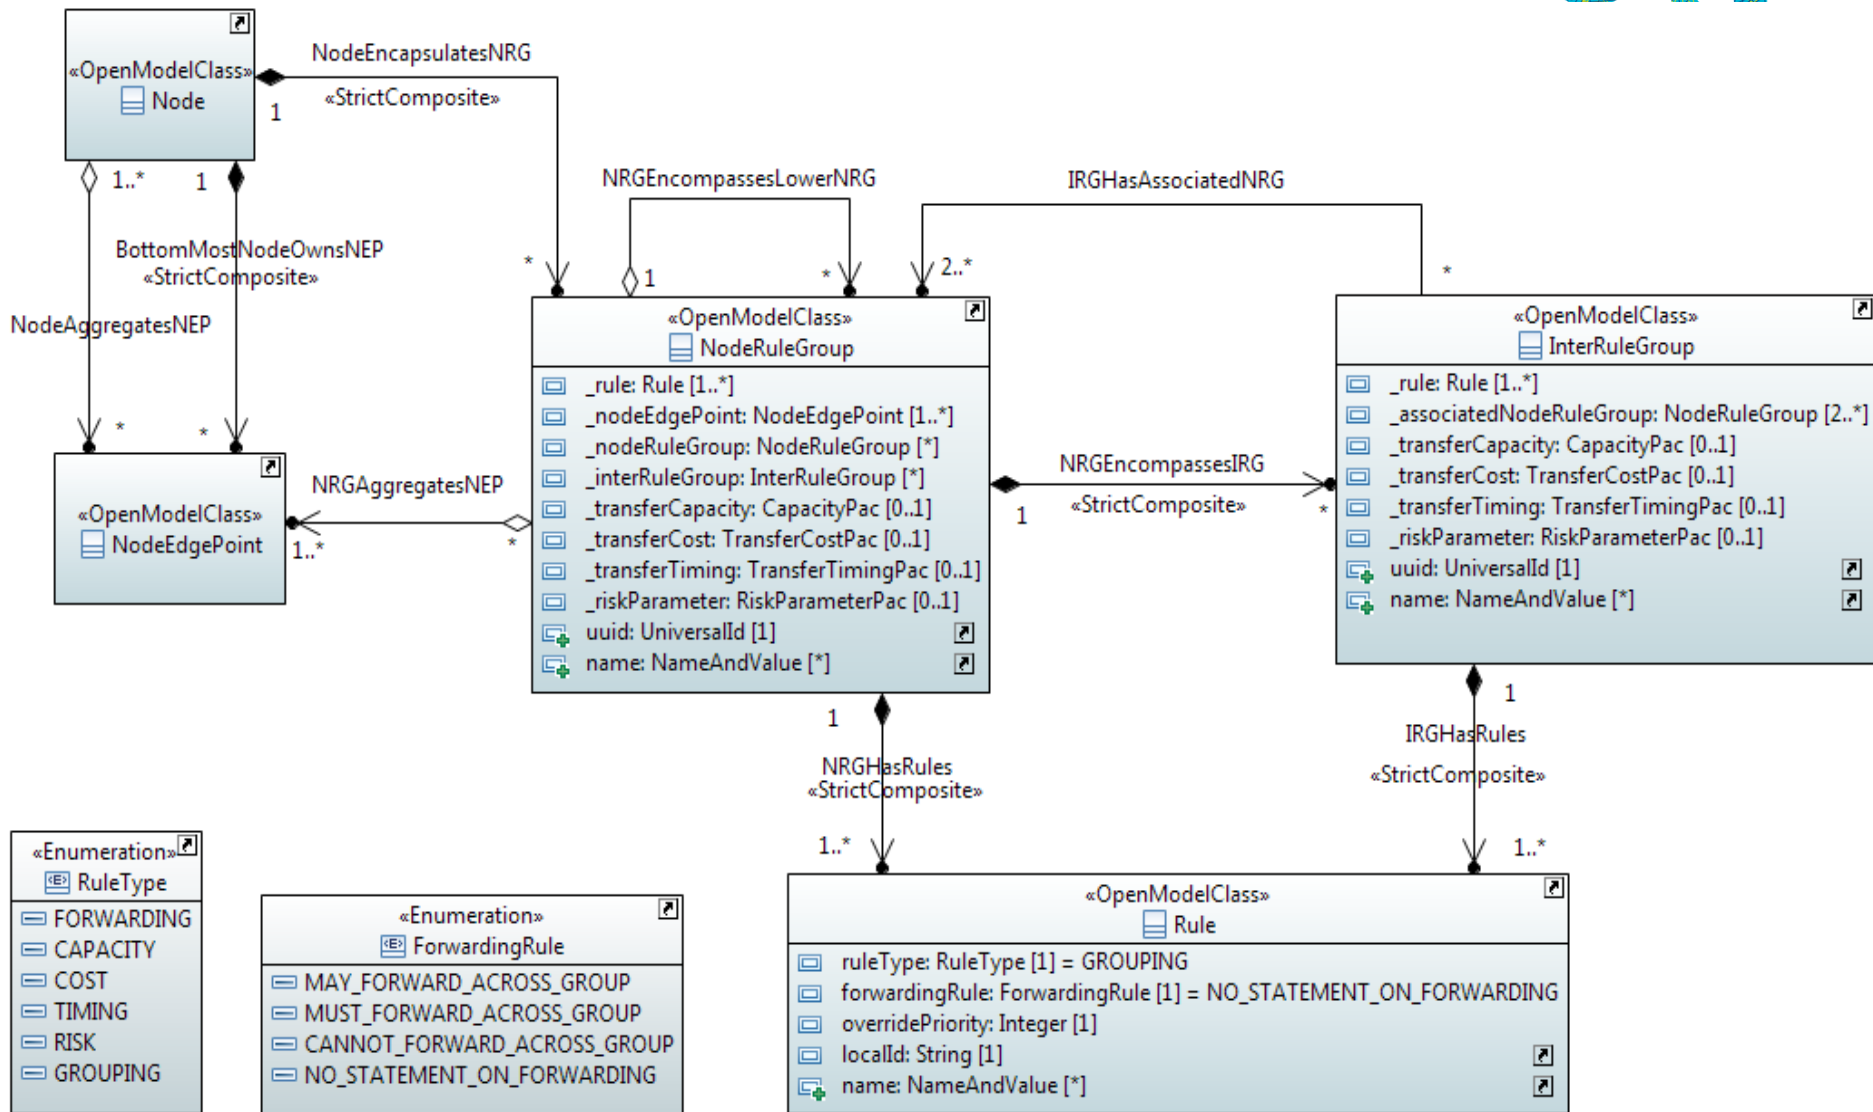 «OpenModelClass»
Node
NodeEncapsulatesNRG
«StrictComposite»
1
*
1..*
1
BottomMostNodeOwnsNEP
«StrictComposite»
NodeAggregatesNEP
*
*
«OpenModelClass»
NodeEdgePoint
NRGAggregatesNEP
1..*
*
NRGEncompassesLowerNRG
1
*
IRGHasAssociatedNRG
2..*
*
«OpenModelClass»
NodeRuleGroup
_rule: Rule [1..*]
_nodeEdgePoint: NodeEdgePoint [1..*]
_nodeRuleGroup: NodeRuleGroup [*]
_interRuleGroup: InterRuleGroup [*]
_transferCapacity: CapacityPac [0..1]
_transferCost: TransferCostPac [0..1]
_transferTiming: TransferTimingPac [0..1]
_riskParameter: RiskParameterPac [0..1]
uuid: UniversalId [1]
name: NameAndValue [*]
NRGEncompassesIRG
«StrictComposite»
1
*
«OpenModelClass»
InterRuleGroup
_rule: Rule [1..*]
_associatedNodeRuleGroup: NodeRuleGroup [2..*]
_transferCapacity: CapacityPac [0..1]
_transferCost: TransferCostPac [0..1]
_transferTiming: TransferTimingPac [0..1]
_riskParameter: RiskParameterPac [0..1]
uuid: UniversalId [1]
name: NameAndValue [*]
1
NRGHasRules
«StrictComposite»
1..*
1
IRGHasRules
«StrictComposite»
1..*
«Enumeration»
RuleType
FORWARDING
CAPACITY
COST
TIMING
RISK
GROUPING
«Enumeration»
ForwardingRule
MAY_FORWARD_ACROSS_GROUP
MUST_FORWARD_ACROSS_GROUP
CANNOT_FORWARD_ACROSS_GROUP
NO_STATEMENT_ON_FORWARDING
«OpenModelClass»
Rule
ruleType: RuleType [1] = GROUPING
forwardingRule: ForwardingRule [1] = NO_STATEMENT_ON_FORWARDING
overridePriority: Integer [1]
localId: String [1]
name: NameAndValue [*]